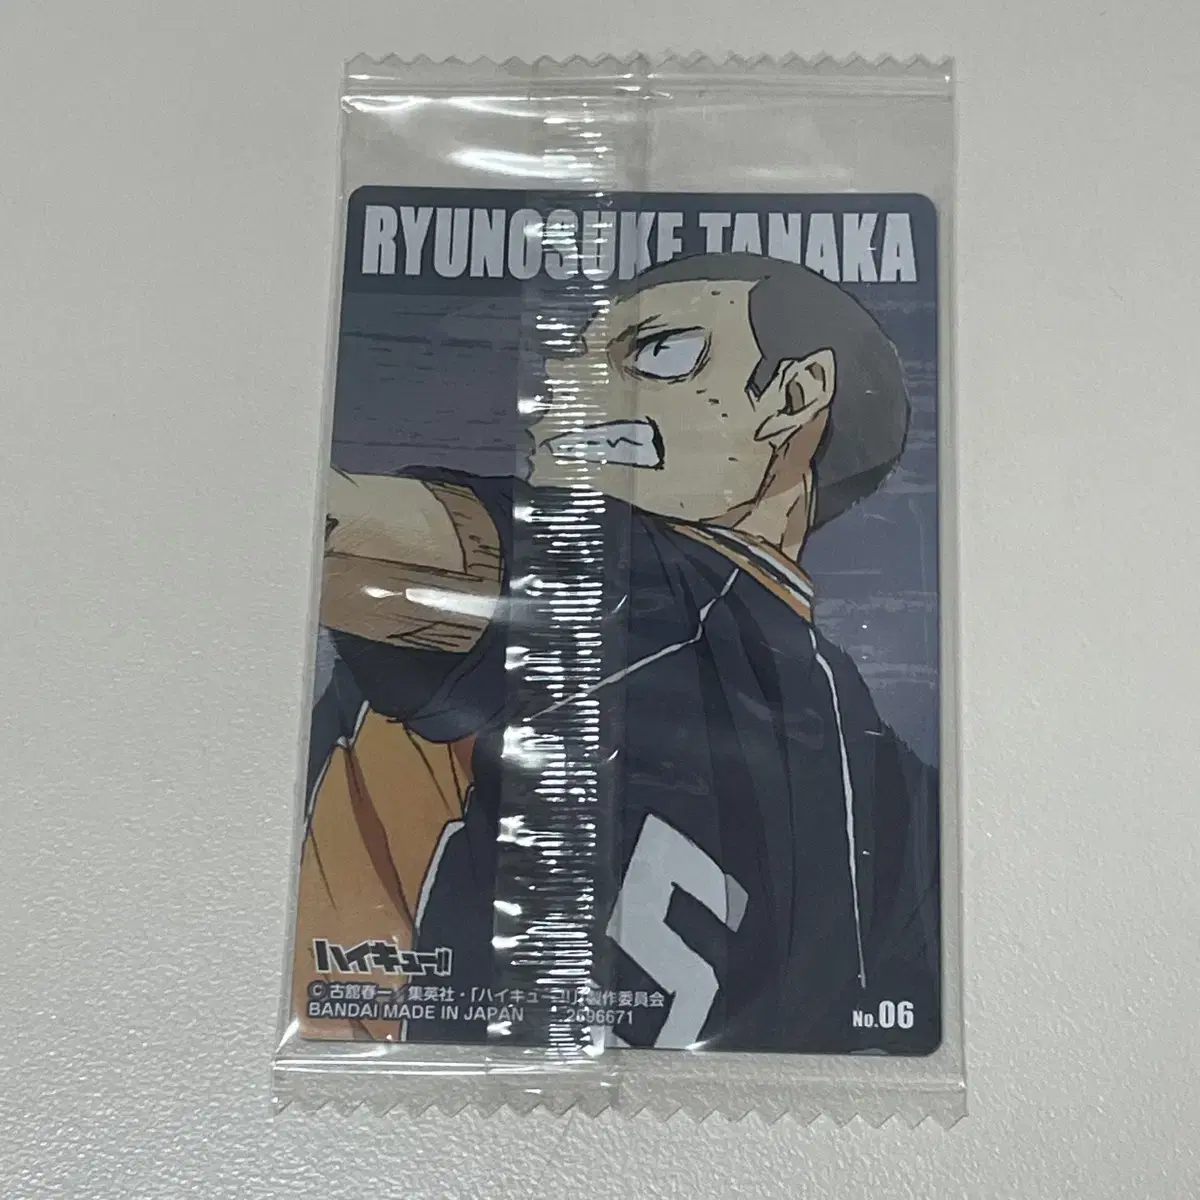 RYUNOSUKE TANAKA
5
ハイキュー!!
©古舘春一/集英社・「ハイキュー!!」製作委員会
BANDAI MADE IN JAPAN 2696671
No.06